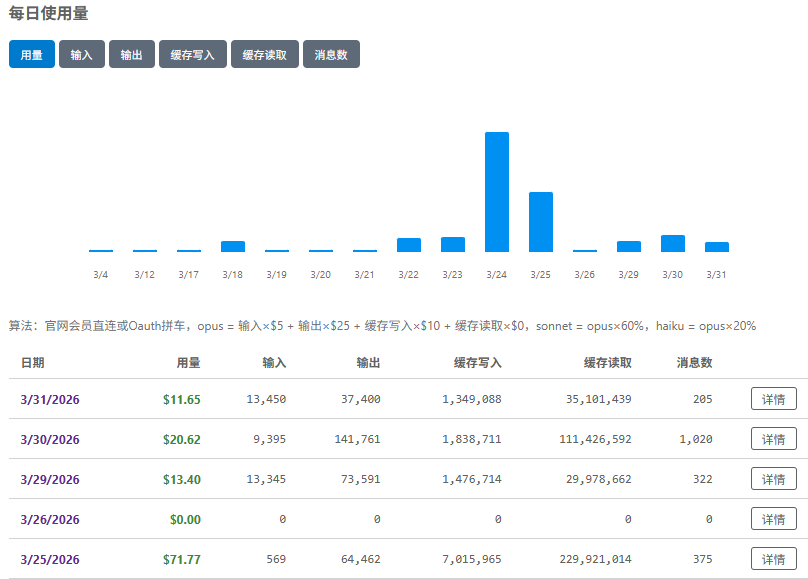 每日使用量
用量 输入 输出 缓存写入 缓存读取 消息数
3/4 3/12 3/17 3/18 3/19 3/20 3/21 3/22 3/23 3/24 3/25 3/26 3/29 3/30 3/31
算法：官网会员直连或Oauth拼车，opus = 输入×$5 + 输出×$25 + 缓存写入×$10 + 缓存读取×$0，sonnet = opus×60%，haiku = opus×20%
日期 用量 输入 输出 缓存写入 缓存读取 消息数
3/31/2026 $11.65 13,450 37,400 1,349,088 35,101,439 205 详情
3/30/2026 $20.62 9,395 141,761 1,838,711 111,426,592 1,020 详情
3/29/2026 $13.40 13,345 73,591 1,476,714 29,978,662 322 详情
3/26/2026 $0.00 0 0 0 0 0 详情
3/25/2026 $71.77 569 64,462 7,015,965 229,921,014 375 详情